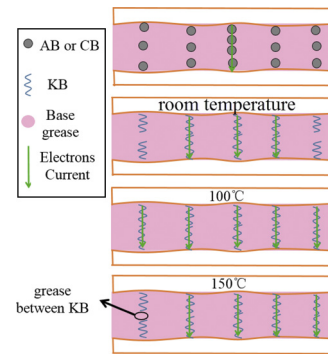 AB or CB
KB
Base
grease
Electrons
Current
room temperature
100℃
150℃
grease
between KB